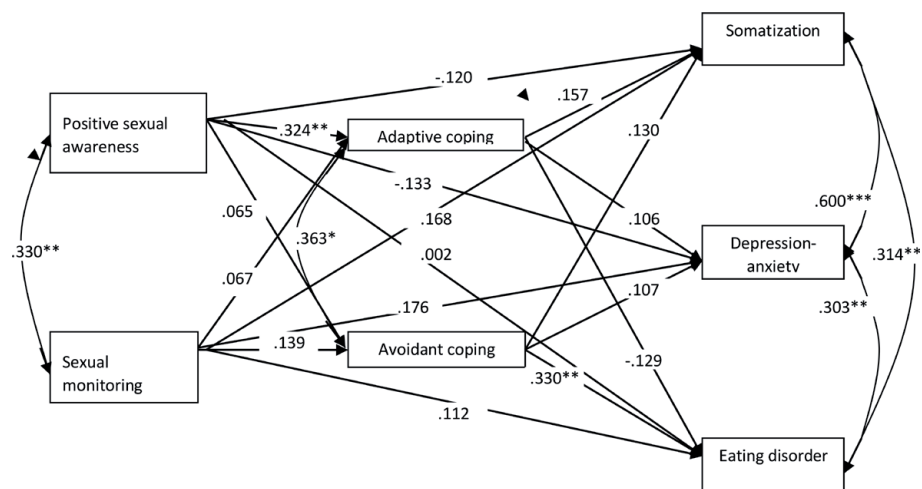 Somatization
-.120
.157
Positive sexual
awareness
.324**
Adaptive coping
.130
-.133
.065
.168
.106
.600***
.363*
.330**
.002
Depression-
anxiety
.314**
.067
.176
.107
.303**
.139
Avoidant coping
Sexual
monitoring
.330**
-.129
.112
Eating disorder